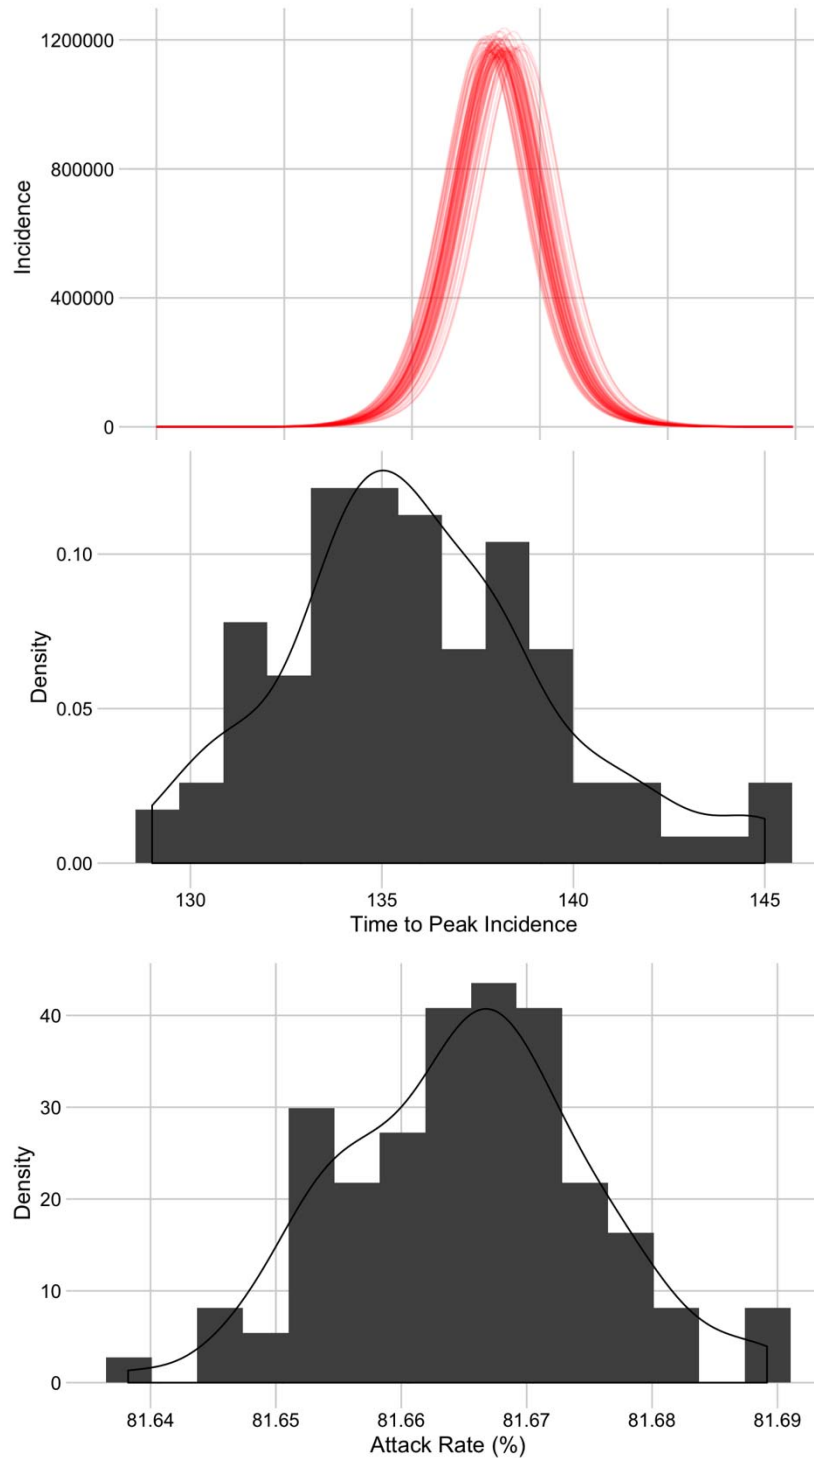 1200000
800000
400000
0
Incidence
0.10
0.05
0.00
Density
130 135 140 145
Time to Peak Incidence
40
30
20
10
0
Density
81.64 81.65 81.66 81.67 81.68 81.69
Attack Rate (%)